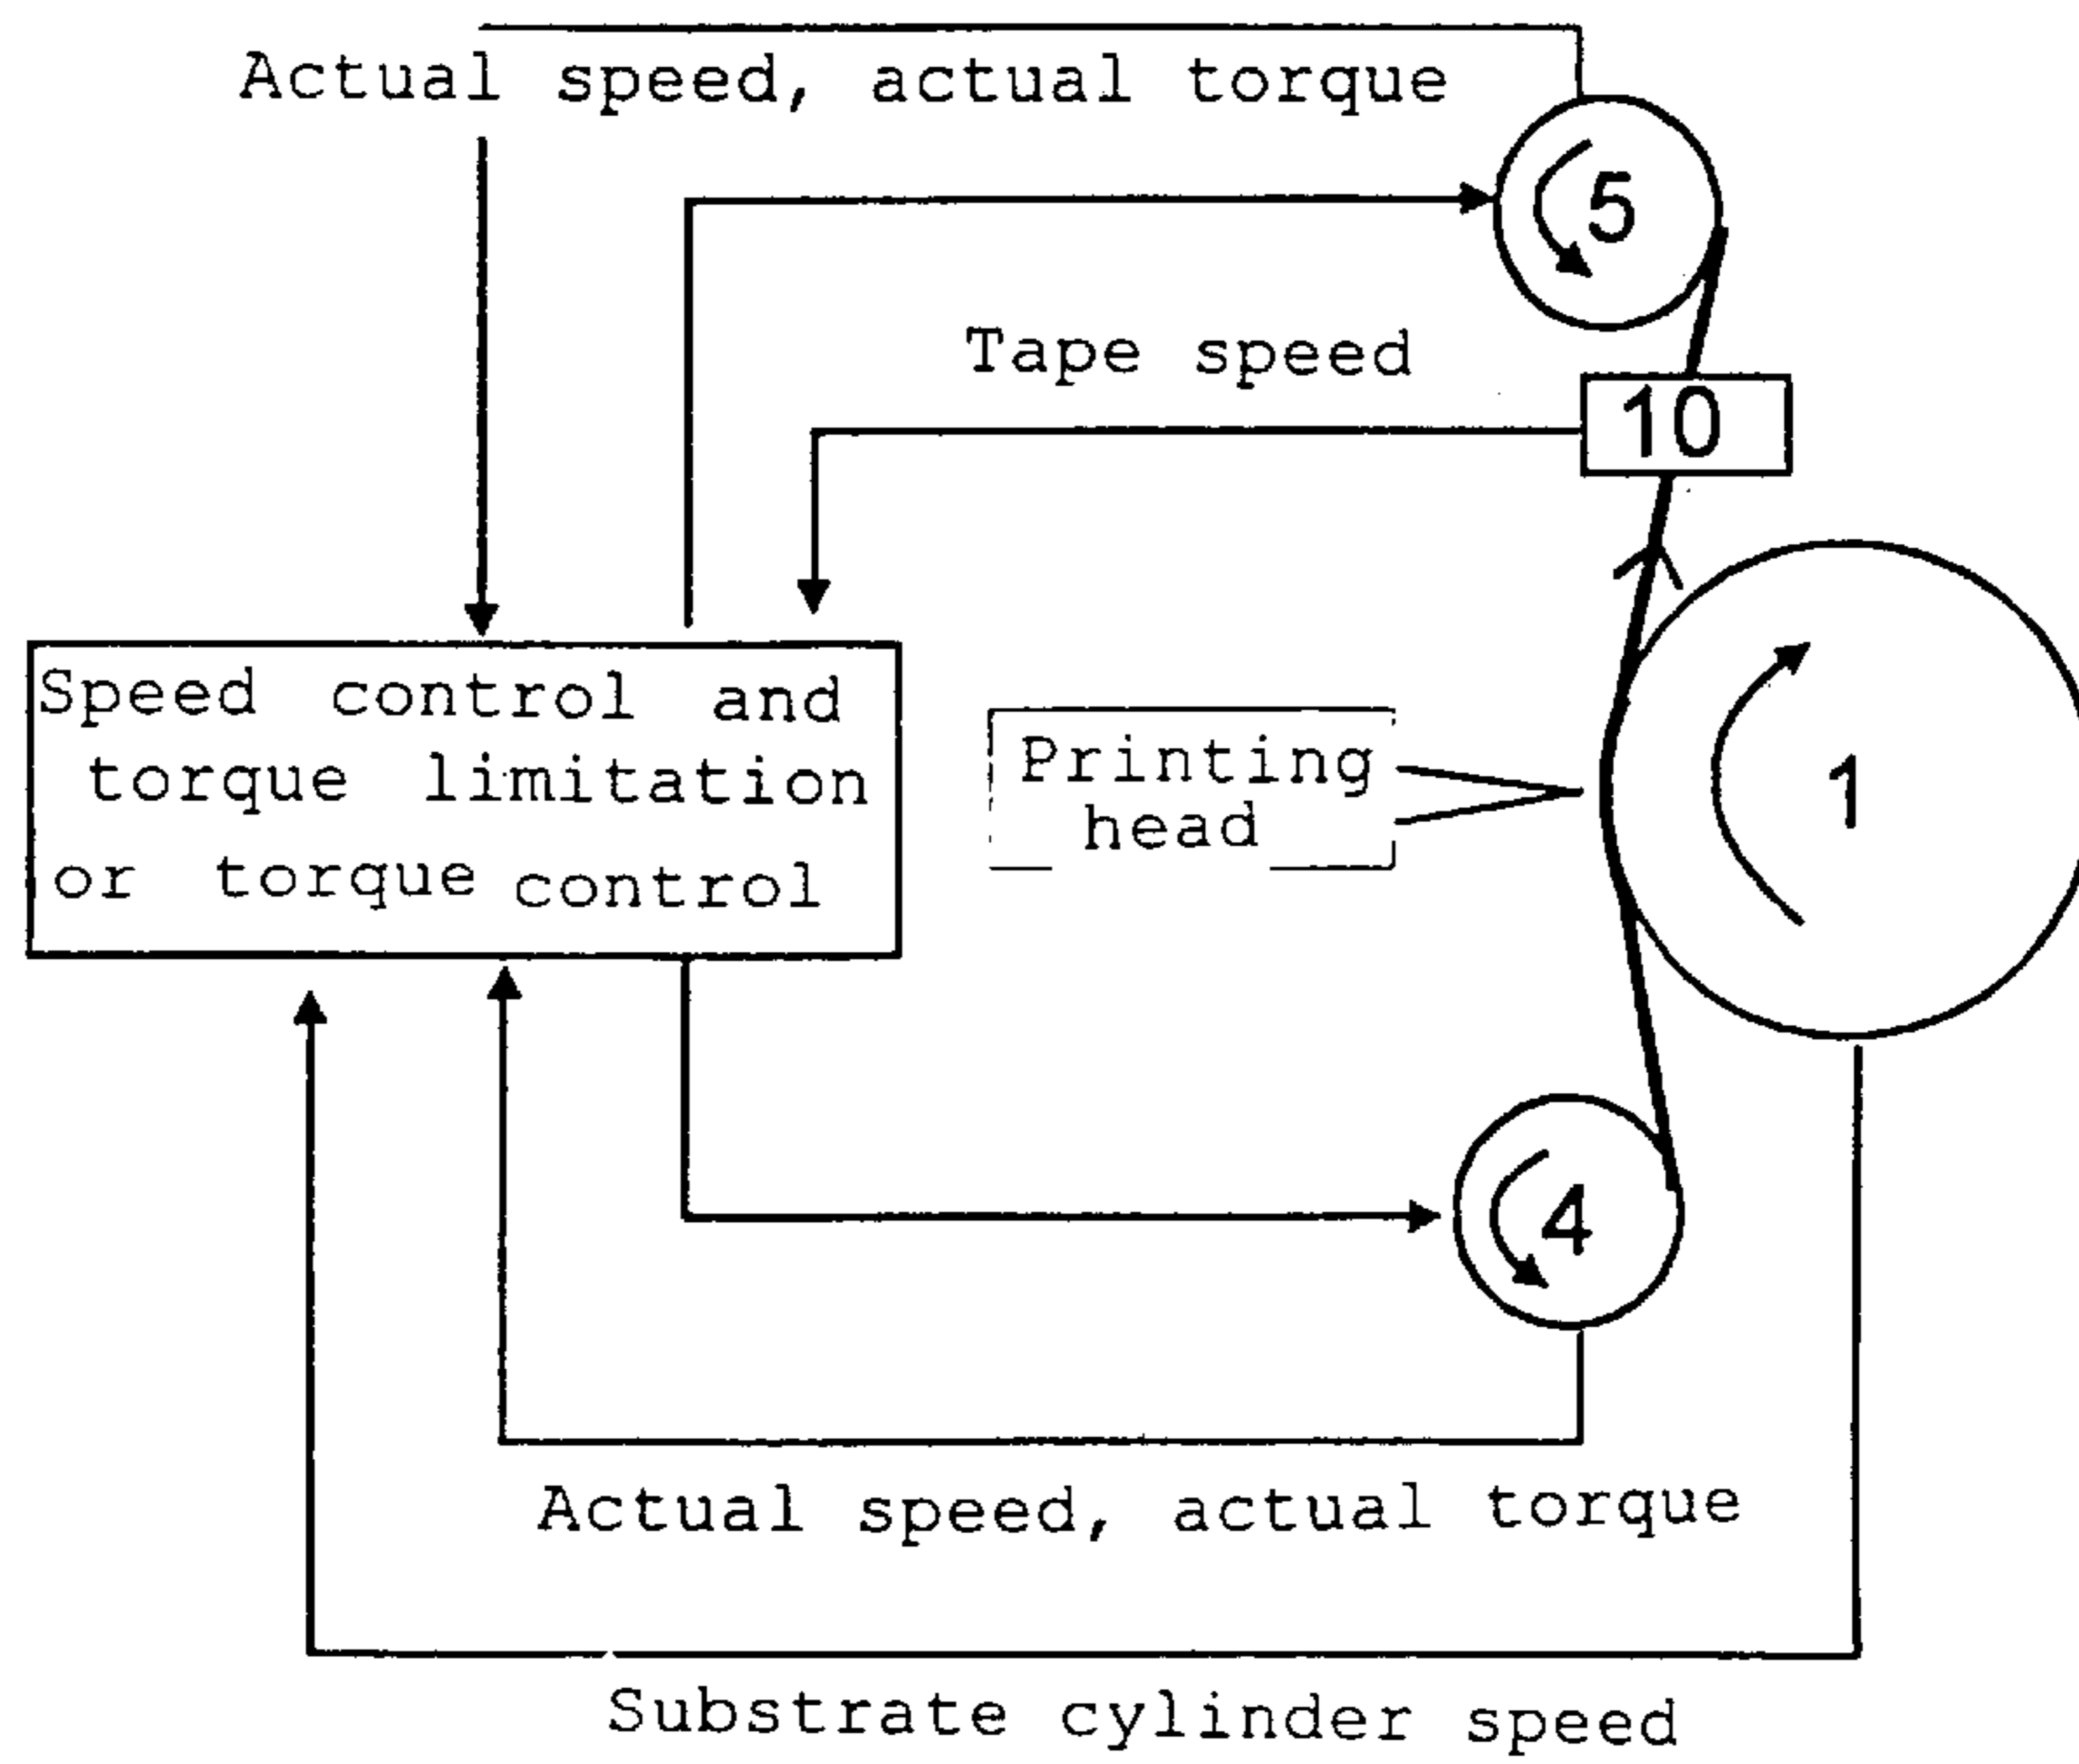 Actual speed, actual torque
5
Tape speed
10
Speed control and
torque limitation
or torque control
Printing
head
1
4
Actual speed, actual torque
Substrate cylinder speed